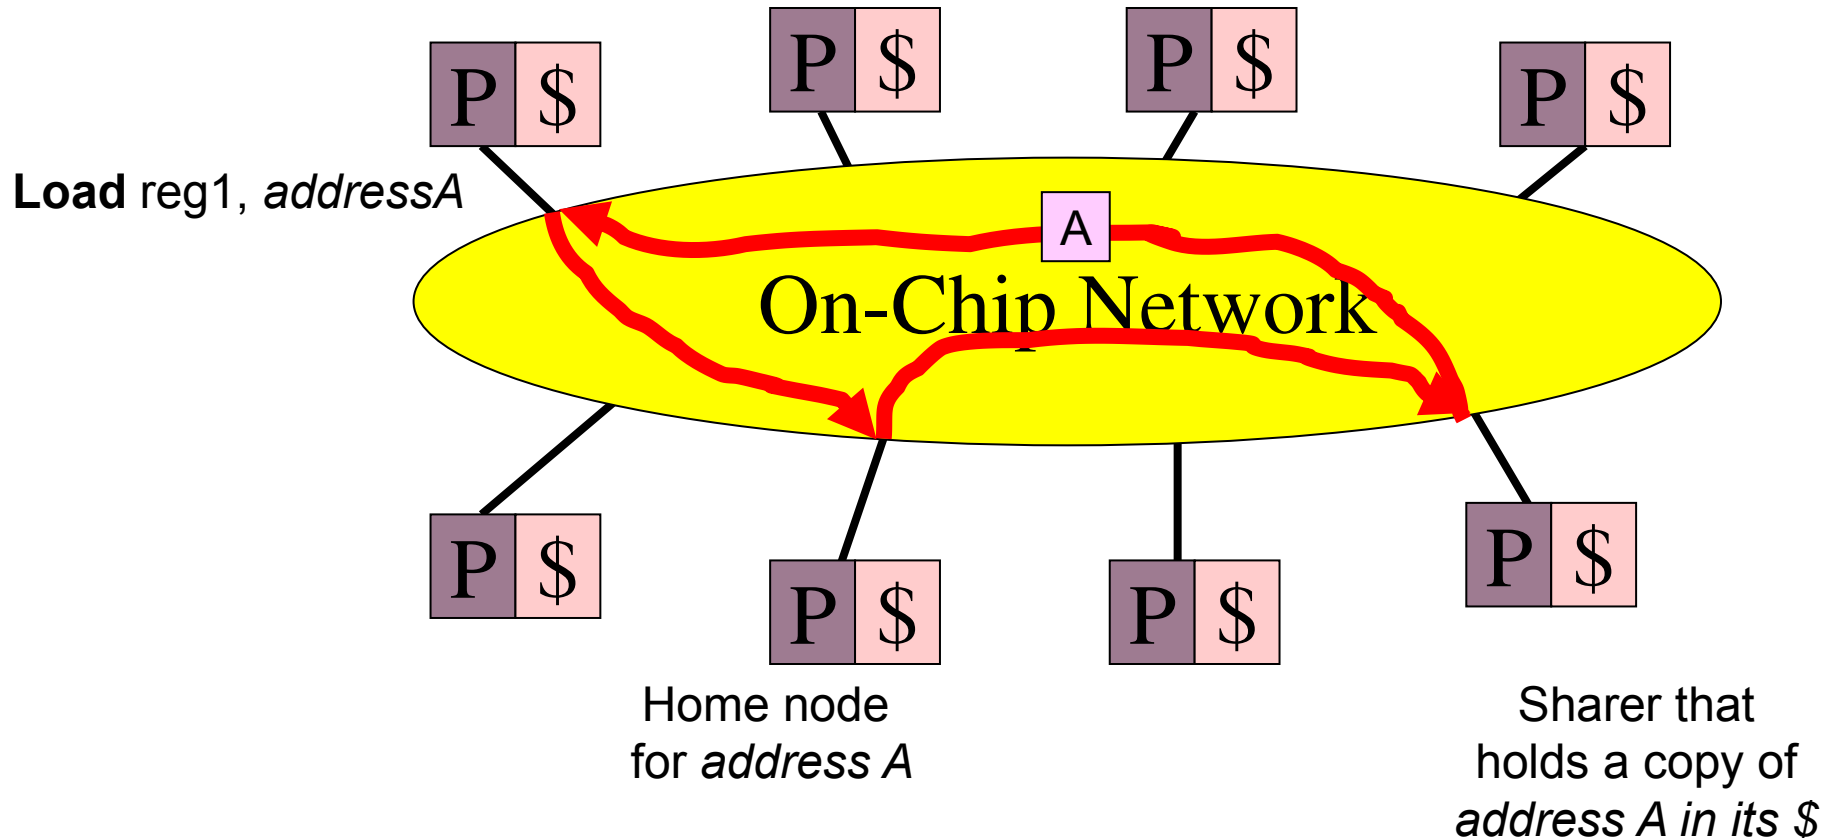 P $
P $
P $
P $
Load reg1, addressA
A
On-Chip Network
P $
P $
P $
P $
Home node
for address A
Sharer that
holds a copy of
address A in its $